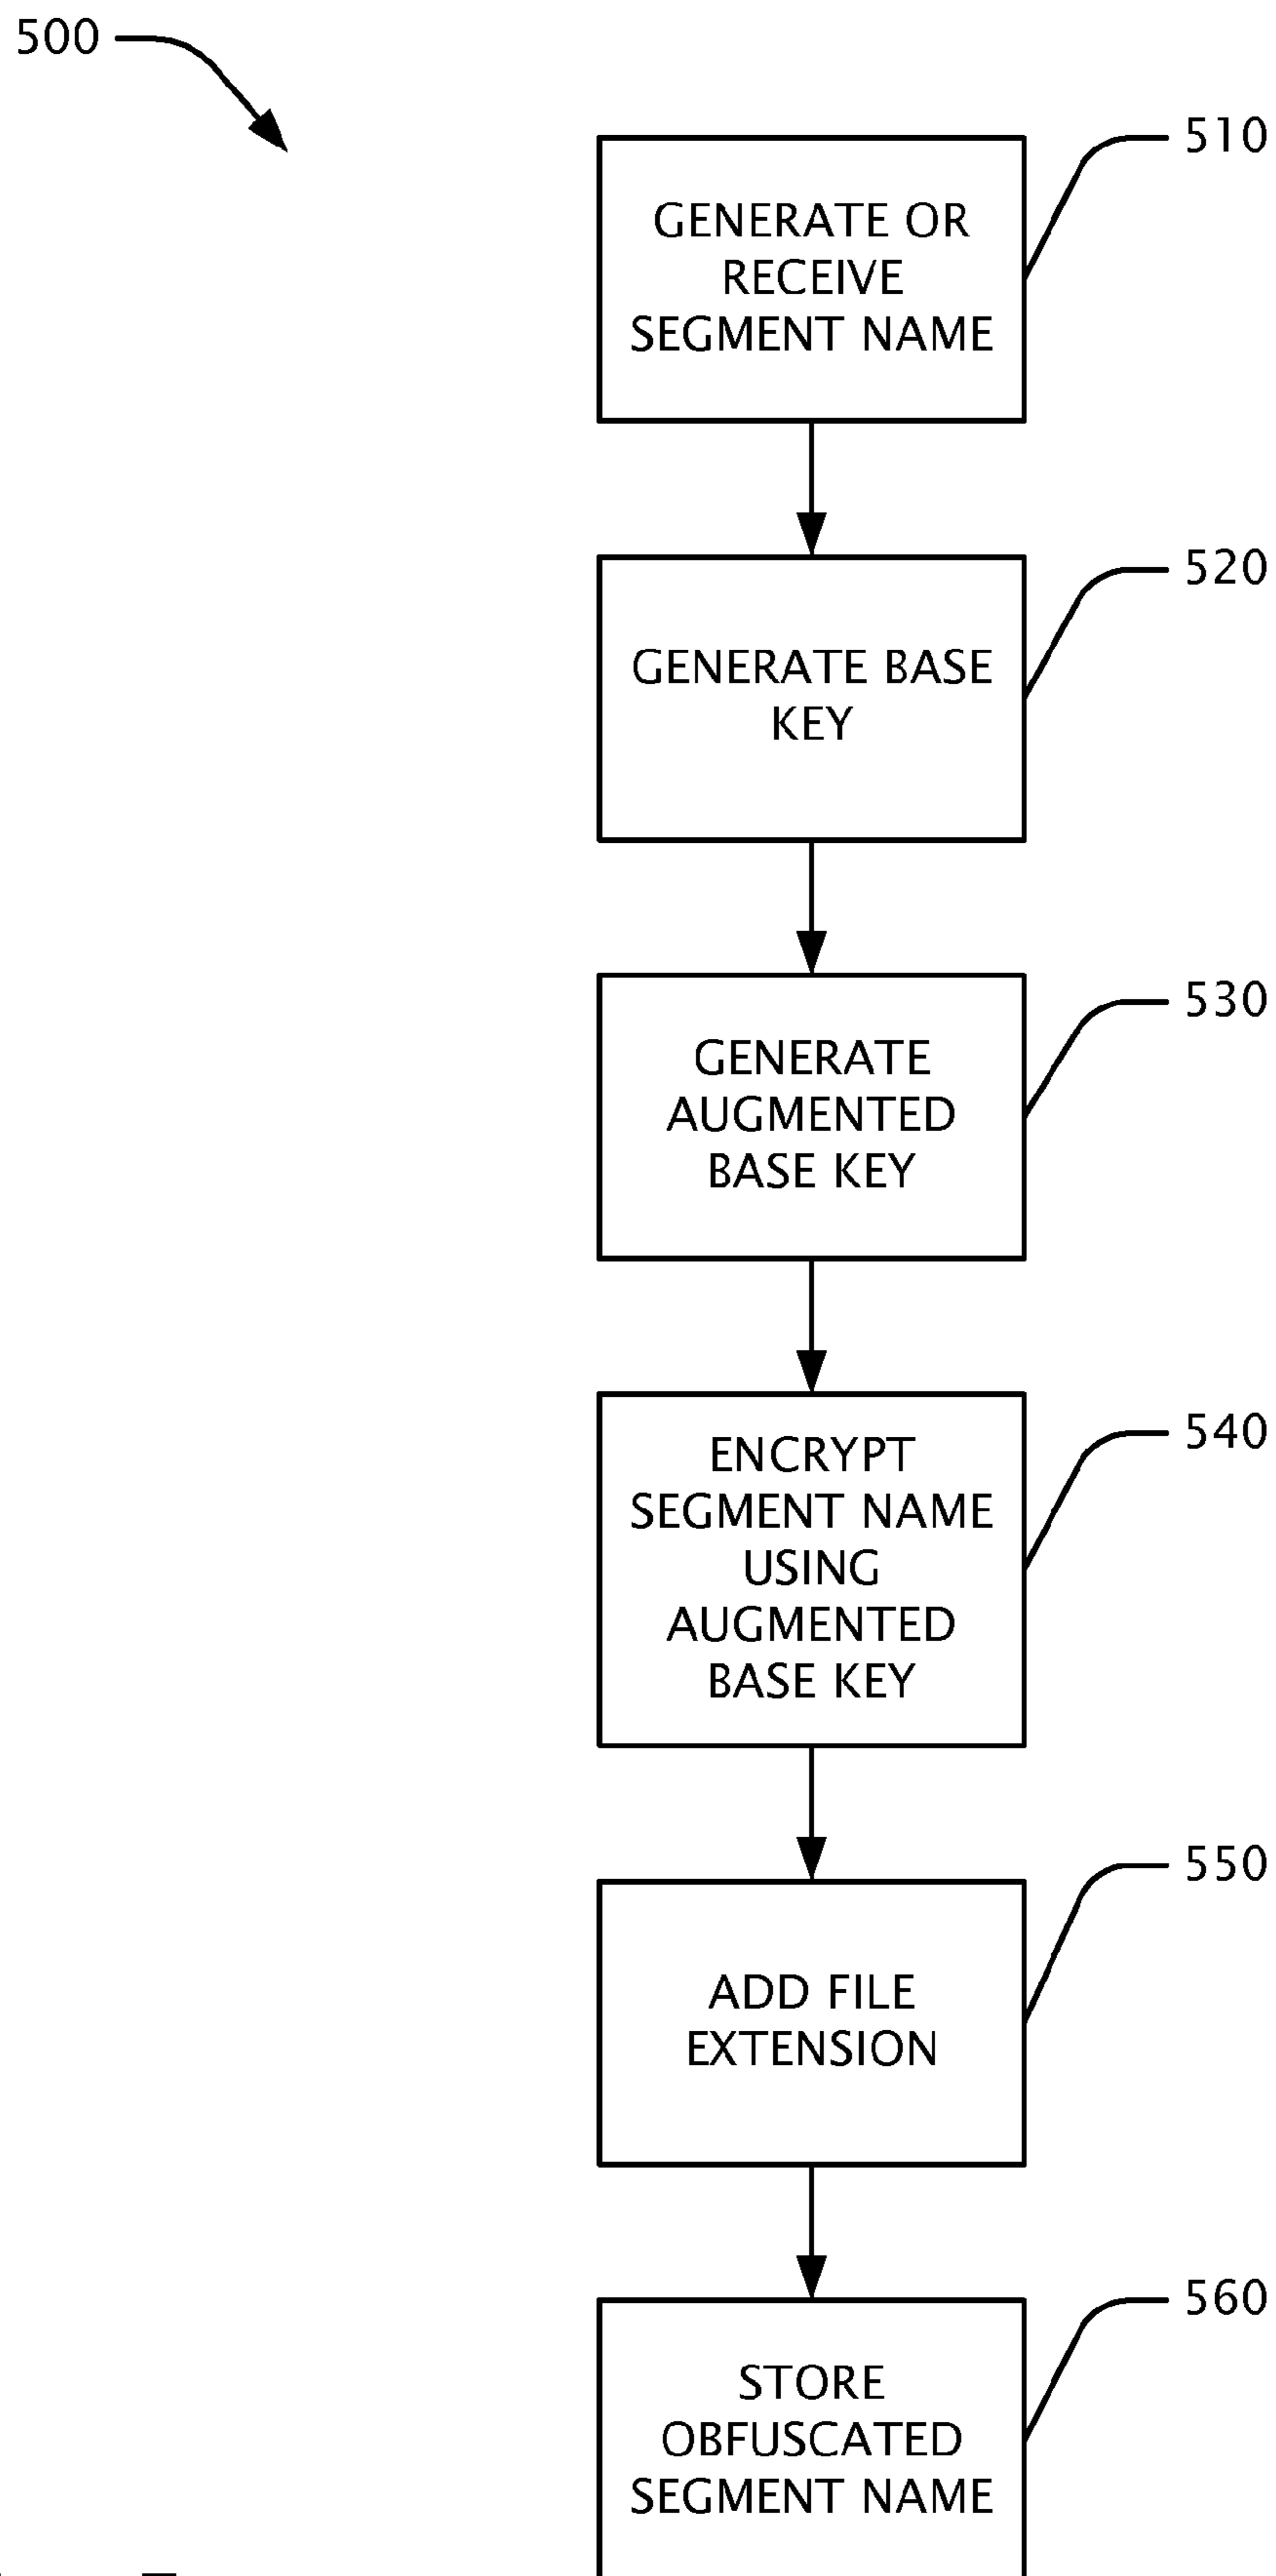 500
510
GENERATE OR
RECEIVE
SEGMENT NAME
520
GENERATE BASE
KEY
530
GENERATE
AUGMENTED
BASE KEY
540
ENCRYPT
SEGMENT NAME
USING
AUGMENTED
BASE KEY
550
ADD FILE
EXTENSION
560
STORE
OBFUSCATED
SEGMENT NAME